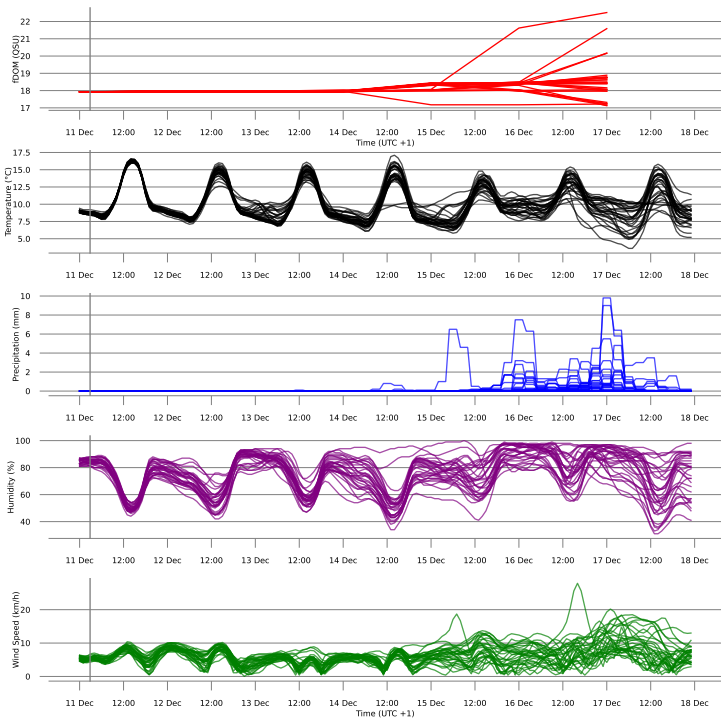 fDOM (QSU)
22
21
20
19
18
17
11 Dec 12:00 12 Dec 12:00 13 Dec 12:00 14 Dec 12:00 15 Dec 12:00 16 Dec 12:00 17 Dec 12:00 18 Dec
Time (UTC +1)
Temperature (°C)
17.5
15.0
12.5
10.0
7.5
5.0
11 Dec 12:00 12 Dec 12:00 13 Dec 12:00 14 Dec 12:00 15 Dec 12:00 16 Dec 12:00 17 Dec 12:00 18 Dec
Precipitation (mm)
10
8
6
4
2
0
11 Dec 12:00 12 Dec 12:00 13 Dec 12:00 14 Dec 12:00 15 Dec 12:00 16 Dec 12:00 17 Dec 12:00 18 Dec
Humidity (%)
100
80
60
40
11 Dec 12:00 12 Dec 12:00 13 Dec 12:00 14 Dec 12:00 15 Dec 12:00 16 Dec 12:00 17 Dec 12:00 18 Dec
Wind Speed (km/h)
20
10
0
11 Dec 12:00 12 Dec 12:00 13 Dec 12:00 14 Dec 12:00 15 Dec 12:00 16 Dec 12:00 17 Dec 12:00 18 Dec
Time (UTC +1)